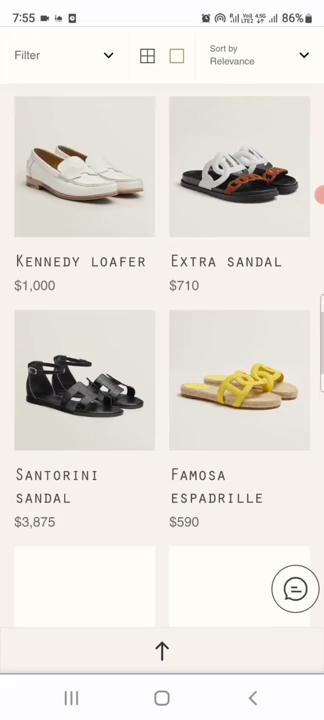 7:55
86%
Filter
Sort by
Relevance
Kennedy loafer
$1,000
Extra sandal
$710
Santorini
sandal
$3,875
Famosa
espadrille
$590